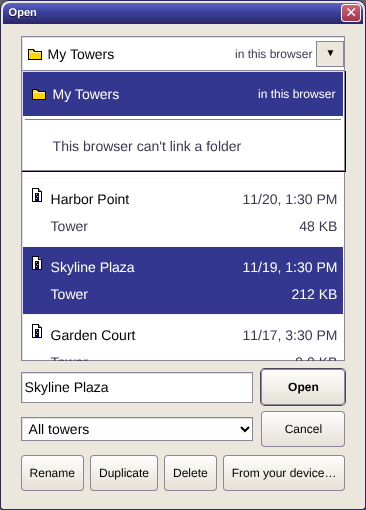 Open
My Towers in this browser
My Towers in this browser
This browser can't link a folder
Harbor Point 11/20, 1:30 PM
Tower 48 KB
Skyline Plaza 11/19, 1:30 PM
Tower 212 KB
Garden Court 11/17, 3:30 PM
Tower
Skyline Plaza Open
All towers Cancel
Rename Duplicate Delete From your device…